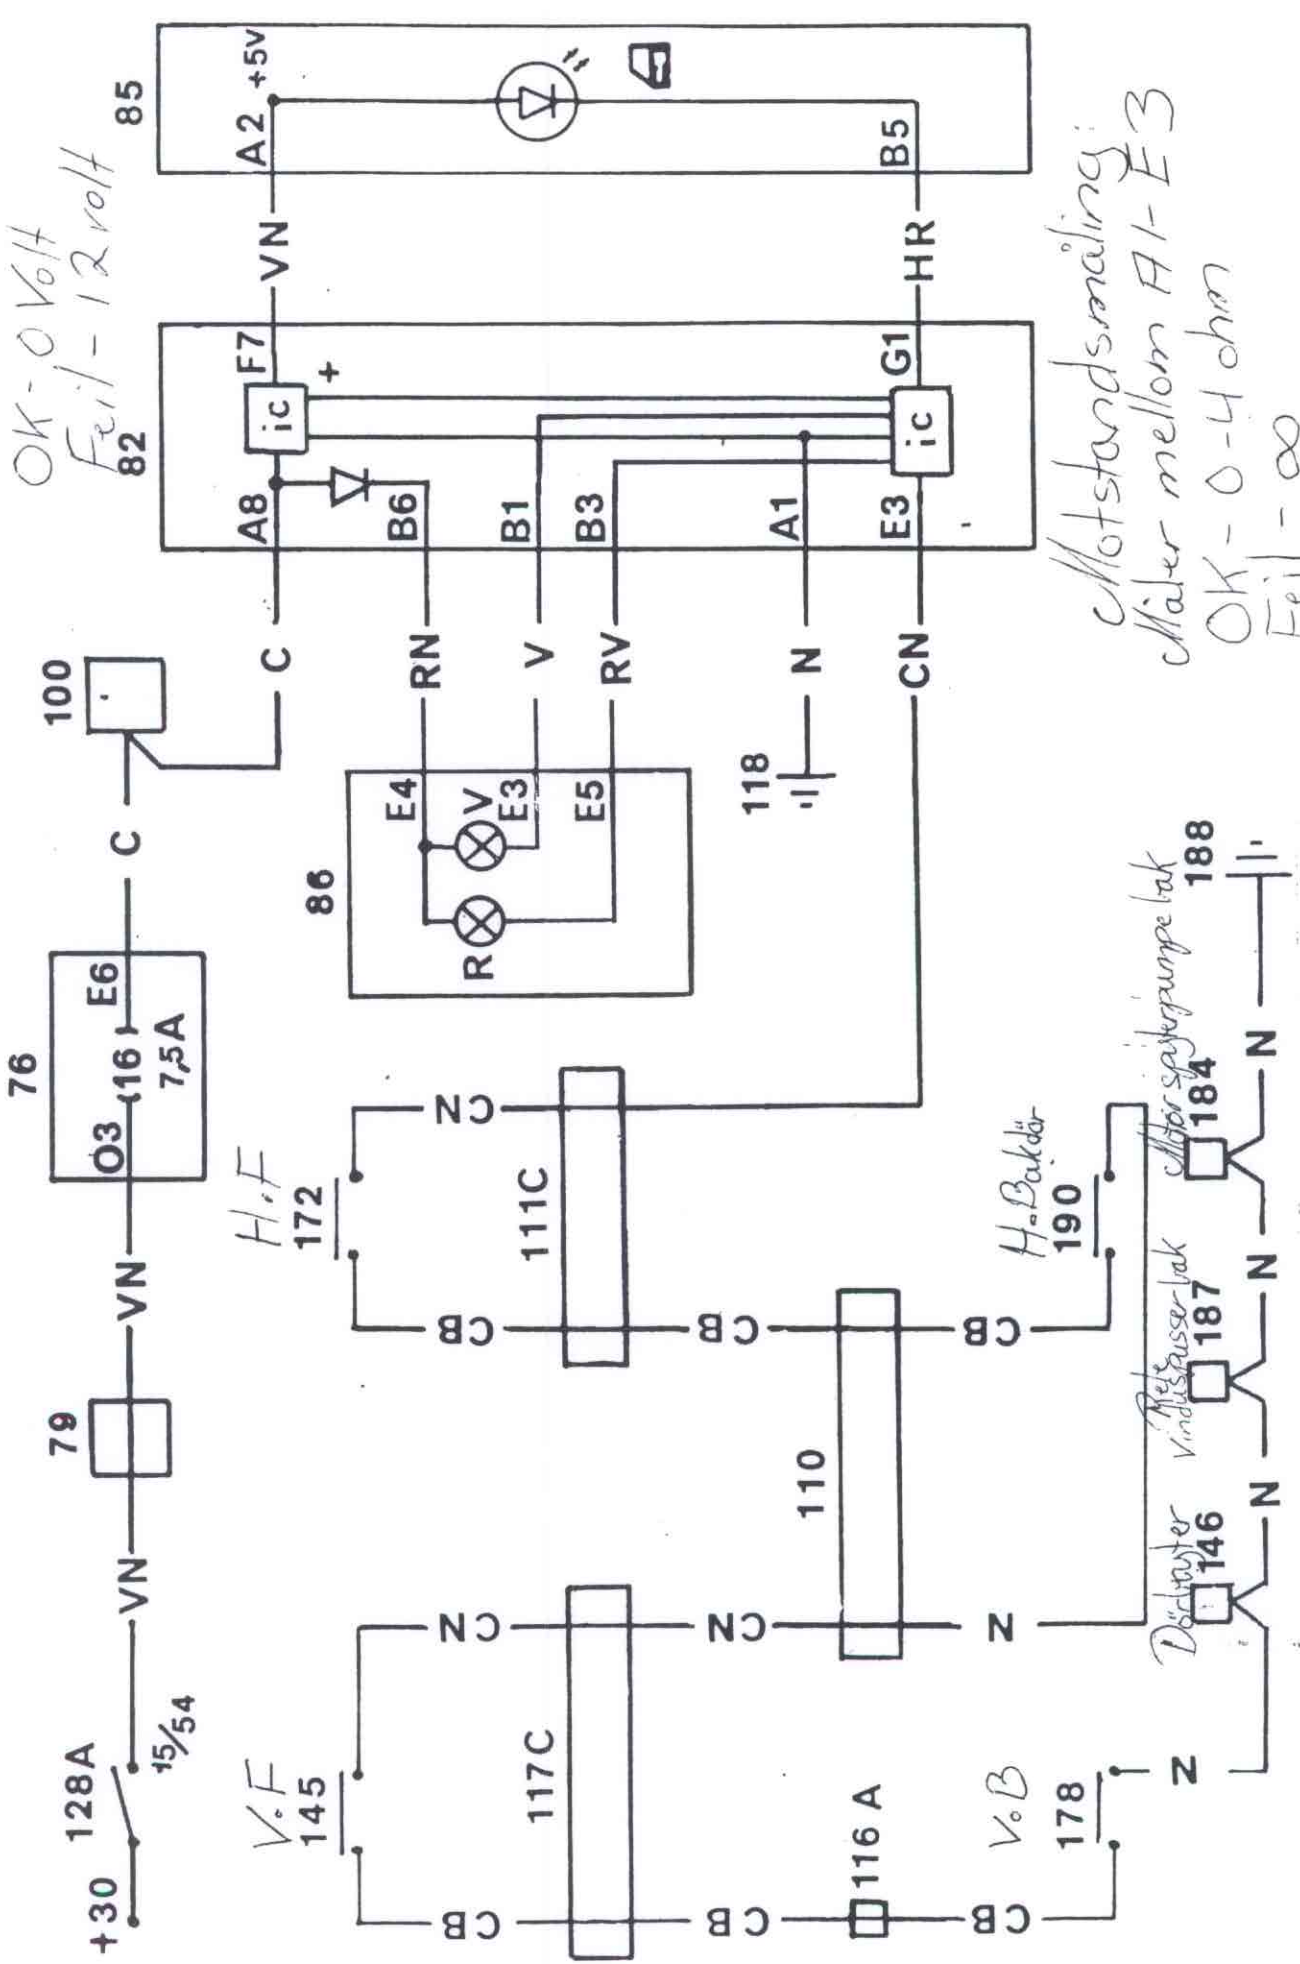 OK - 0 Volt
Feil - 12 volt
85
A2
+5V
B5
VN
HR
82
F7
+
ic
ic
G1
A8
B6
B1
B3
A1
E3
Motstandsmåling:
Måler mellom A1-E3
OK - 0-4 ohm
Feil - ∞
100
C
C
RN
V
RV
N
CN
86
E4
V
E3
E5
R
118
76
O3
16
E6
7,5A
H.F
172
CN
111C
CB
CB
H.Bakdör
190
CB
188
Motor spylerpumpe bak
184
N
Rele
Vindusvisser bak
187
N
Dörbryter
146
N
VN
79
VN
110
CN
CN
N
128A
15/54
+30
V.F
145
117C
CB
CB
116 A
CB
V.B
178
N